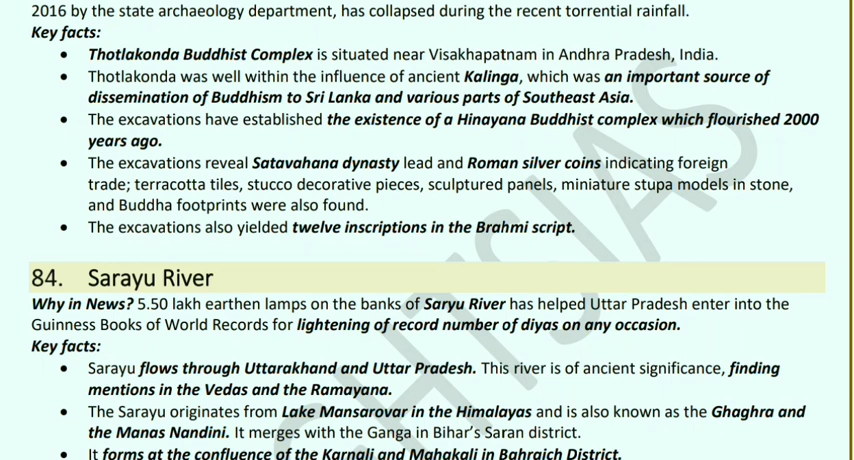 2016 by the state archaeology department, has collapsed during the recent torrential rainfall.
Key facts:
• Thotlakonda Buddhist Complex is situated near Visakhapatnam in Andhra Pradesh, India.
• Thotlakonda was well within the influence of ancient Kalinga, which was an important source of
dissemination of Buddhism to Sri Lanka and various parts of Southeast Asia.
• The excavations have established the existence of a Hinayana Buddhist complex which flourished 2000
years ago.
• The excavations reveal Satavahana dynasty lead and Roman silver coins indicating foreign
trade; terracotta tiles, stucco decorative pieces, sculptured panels, miniature stupa models in stone,
and Buddha footprints were also found.
• The excavations also yielded twelve inscriptions in the Brahmi script.
84. Sarayu River
Why in News? 5.50 lakh earthen lamps on the banks of Saryu River has helped Uttar Pradesh enter into the
Guinness Books of World Records for lightening of record number of diyas on any occasion.
Key facts:
• Sarayu flows through Uttarakhand and Uttar Pradesh. This river is of ancient significance, finding
mentions in the Vedas and the Ramayana.
• The Sarayu originates from Lake Mansarovar in the Himalayas and is also known as the Ghaghra and
the Manas Nandini. It merges with the Ganga in Bihar's Saran district.
• It forms at the confluence of the Karnali and Mahakali in Bahraich District.